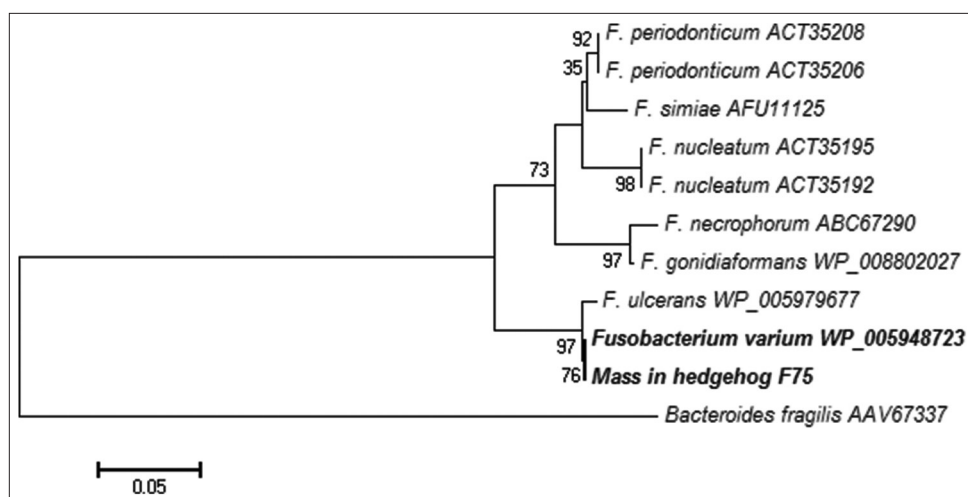 92
F. periodonticum ACT35208
35
F. periodonticum ACT35206
F. simiae AFU11125
F. nucleatum ACT35195
73
98
F. nucleatum ACT35192
F. necrophorum ABC67290
97
F. gonidiaformans WP_008802027
F. ulcerans WP_005979677
Fusobacterium varium WP_005948723
97
76
Mass in hedgehog F75
Bacteroides fragilis AAV67337
0.05